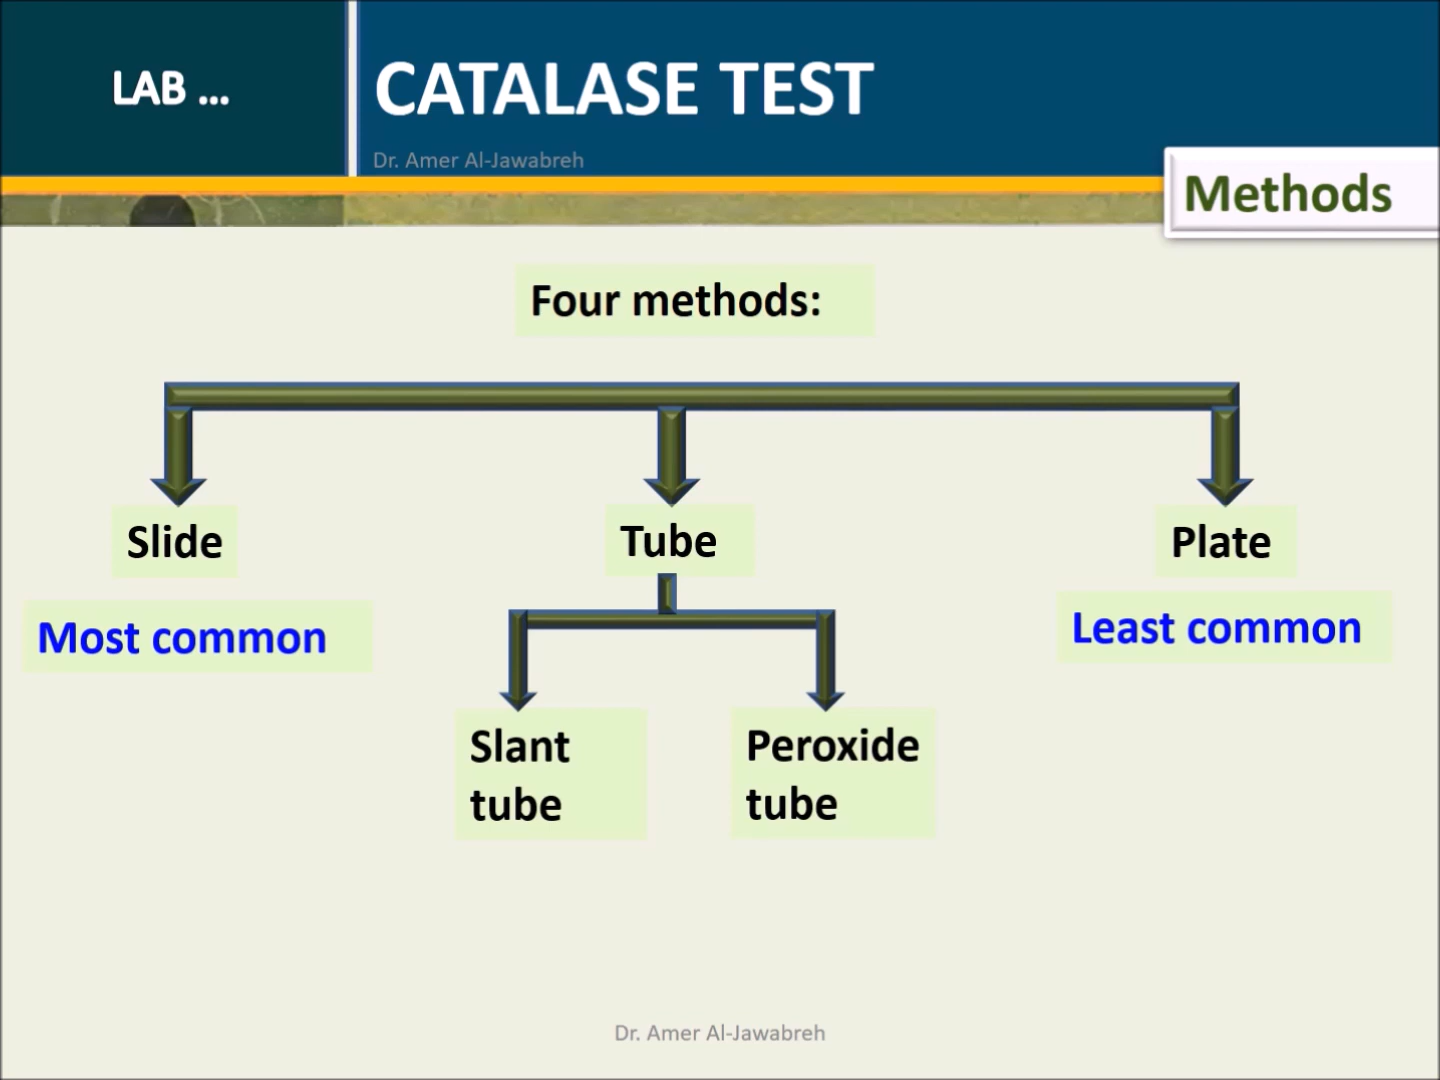 LAB ...
CATALASE TEST
Dr. Amer Al-Jawabreh
Methods
Four methods:
Slide
Tube
Plate
Most common
Least common
Slant
tube
Peroxide
tube
Dr. Amer Al-Jawabreh